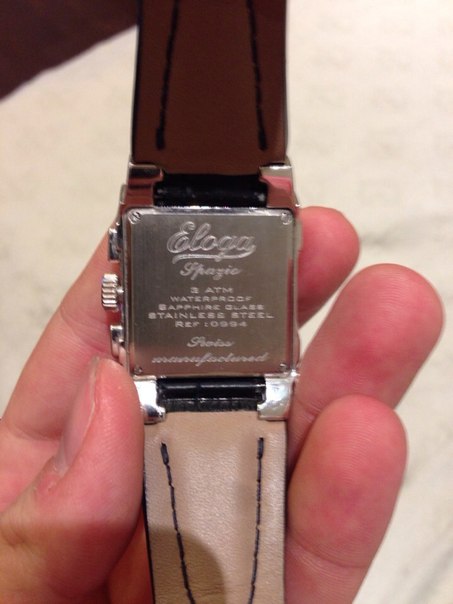 Eloga
Spazio
3 ATM
WATERPROOF
SAPPHIRE GLASS
STAINLESS STEEL
REF :0994
Swiss
manufactured